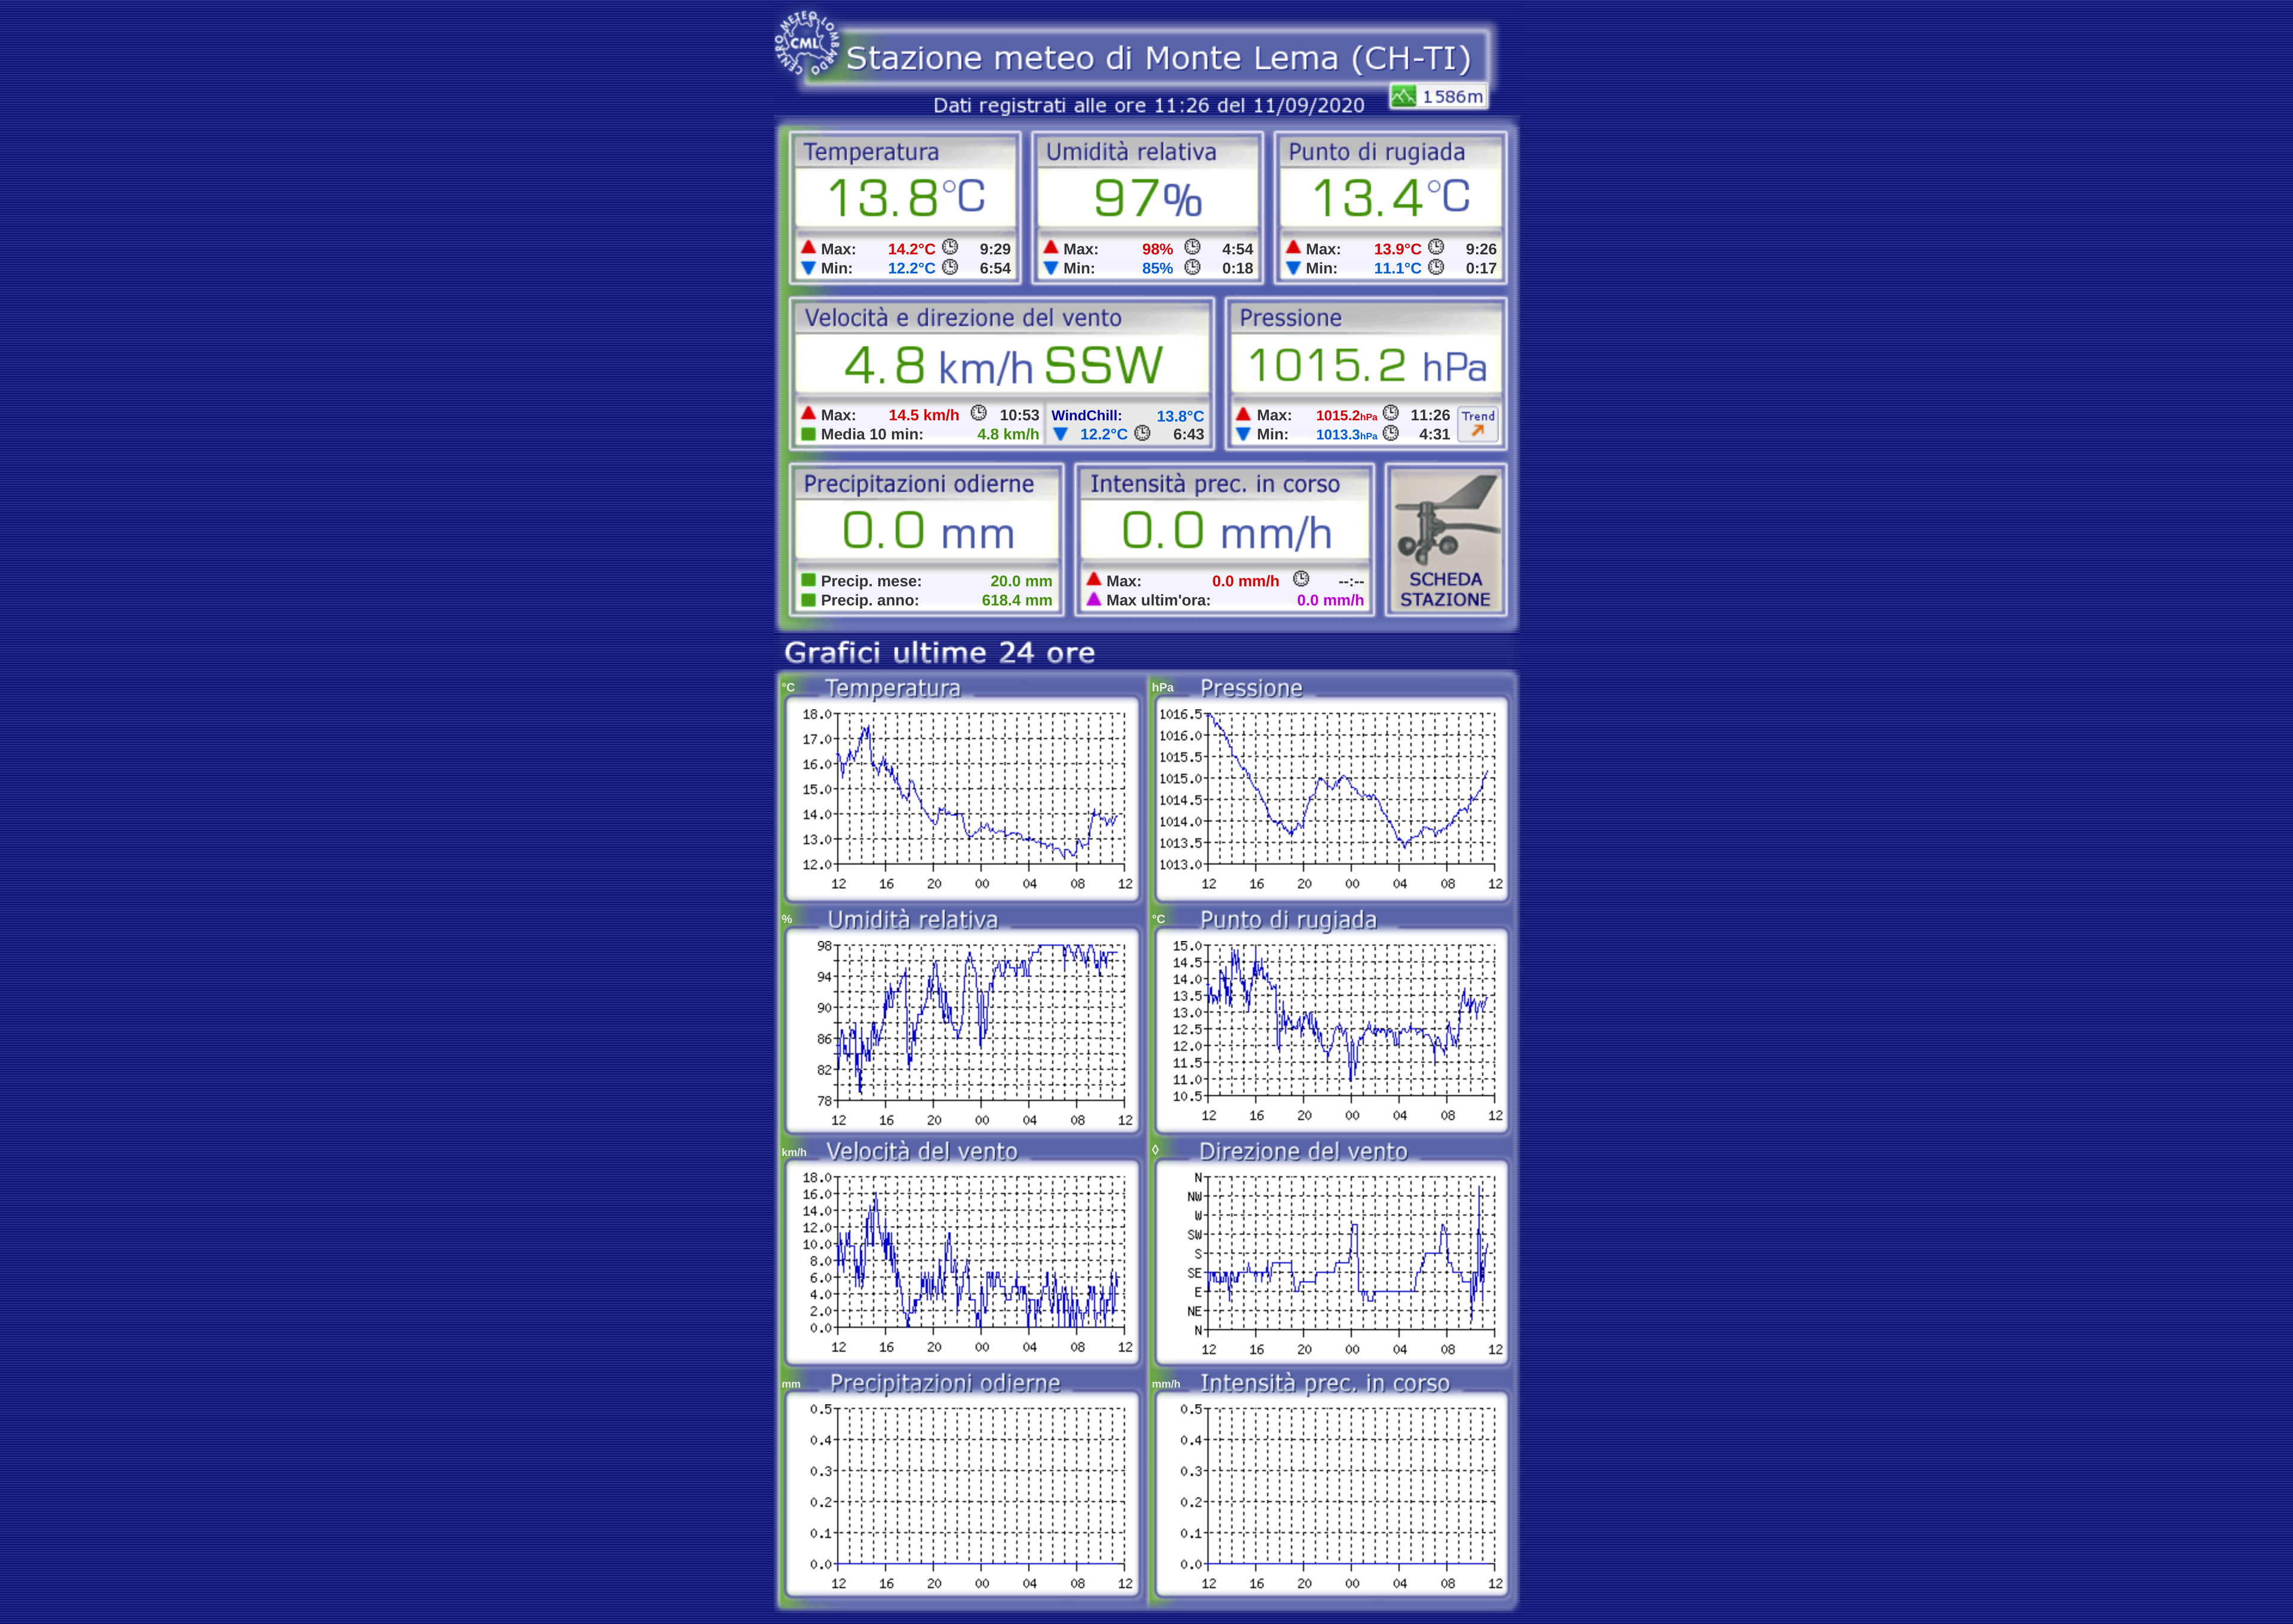 CENTRO METEO LOMBARDO
CML
Stazione meteo di Monte Lema (CH-TI)
Dati registrati alle ore 11:26 del 11/09/2020
1586m
Temperatura
13.8°C
Max: 14.2°C 9:29
Min: 12.2°C 6:54
Umidità relativa
97%
Max: 98% 4:54
Min: 85% 0:18
Punto di rugiada
13.4°C
Max: 13.9°C 9:26
Min: 11.1°C 0:17
Velocità e direzione del vento
4.8 km/h SSW
Max: 14.5 km/h 10:53
Media 10 min: 4.8 km/h
WindChill: 13.8°C
12.2°C 6:43
Pressione
1015.2 hPa
Max: 1015.2hPa 11:26
Min: 1013.3hPa 4:31
Trend
Precipitazioni odierne
0.0 mm
Precip. mese: 20.0 mm
Precip. anno: 618.4 mm
Intensità prec. in corso
0.0 mm/h
Max: 0.0 mm/h --:--
Max ultim'ora: 0.0 mm/h
SCHEDA
STAZIONE
Grafici ultime 24 ore
°C Temperatura
18.0
17.0
16.0
15.0
14.0
13.0
12.0
12 16 20 00 04 08 12
hPa Pressione
1016.5
1016.0
1015.5
1015.0
1014.5
1014.0
1013.5
1013.0
12 16 20 00 04 08 12
% Umidità relativa
98
94
90
86
82
78
12 16 20 00 04 08 12
°C Punto di rugiada
15.0
14.5
14.0
13.5
13.0
12.5
12.0
11.5
11.0
10.5
12 16 20 00 04 08 12
km/h Velocità del vento
18.0
16.0
14.0
12.0
10.0
8.0
6.0
4.0
2.0
0.0
12 16 20 00 04 08 12
◊ Direzione del vento
N
NW
W
SW
S
SE
E
NE
N
12 16 20 00 04 08 12
mm Precipitazioni odierne
0.5
0.4
0.3
0.2
0.1
0.0
12 16 20 00 04 08 12
mm/h Intensità prec. in corso
0.5
0.4
0.3
0.2
0.1
0.0
12 16 20 00 04 08 12